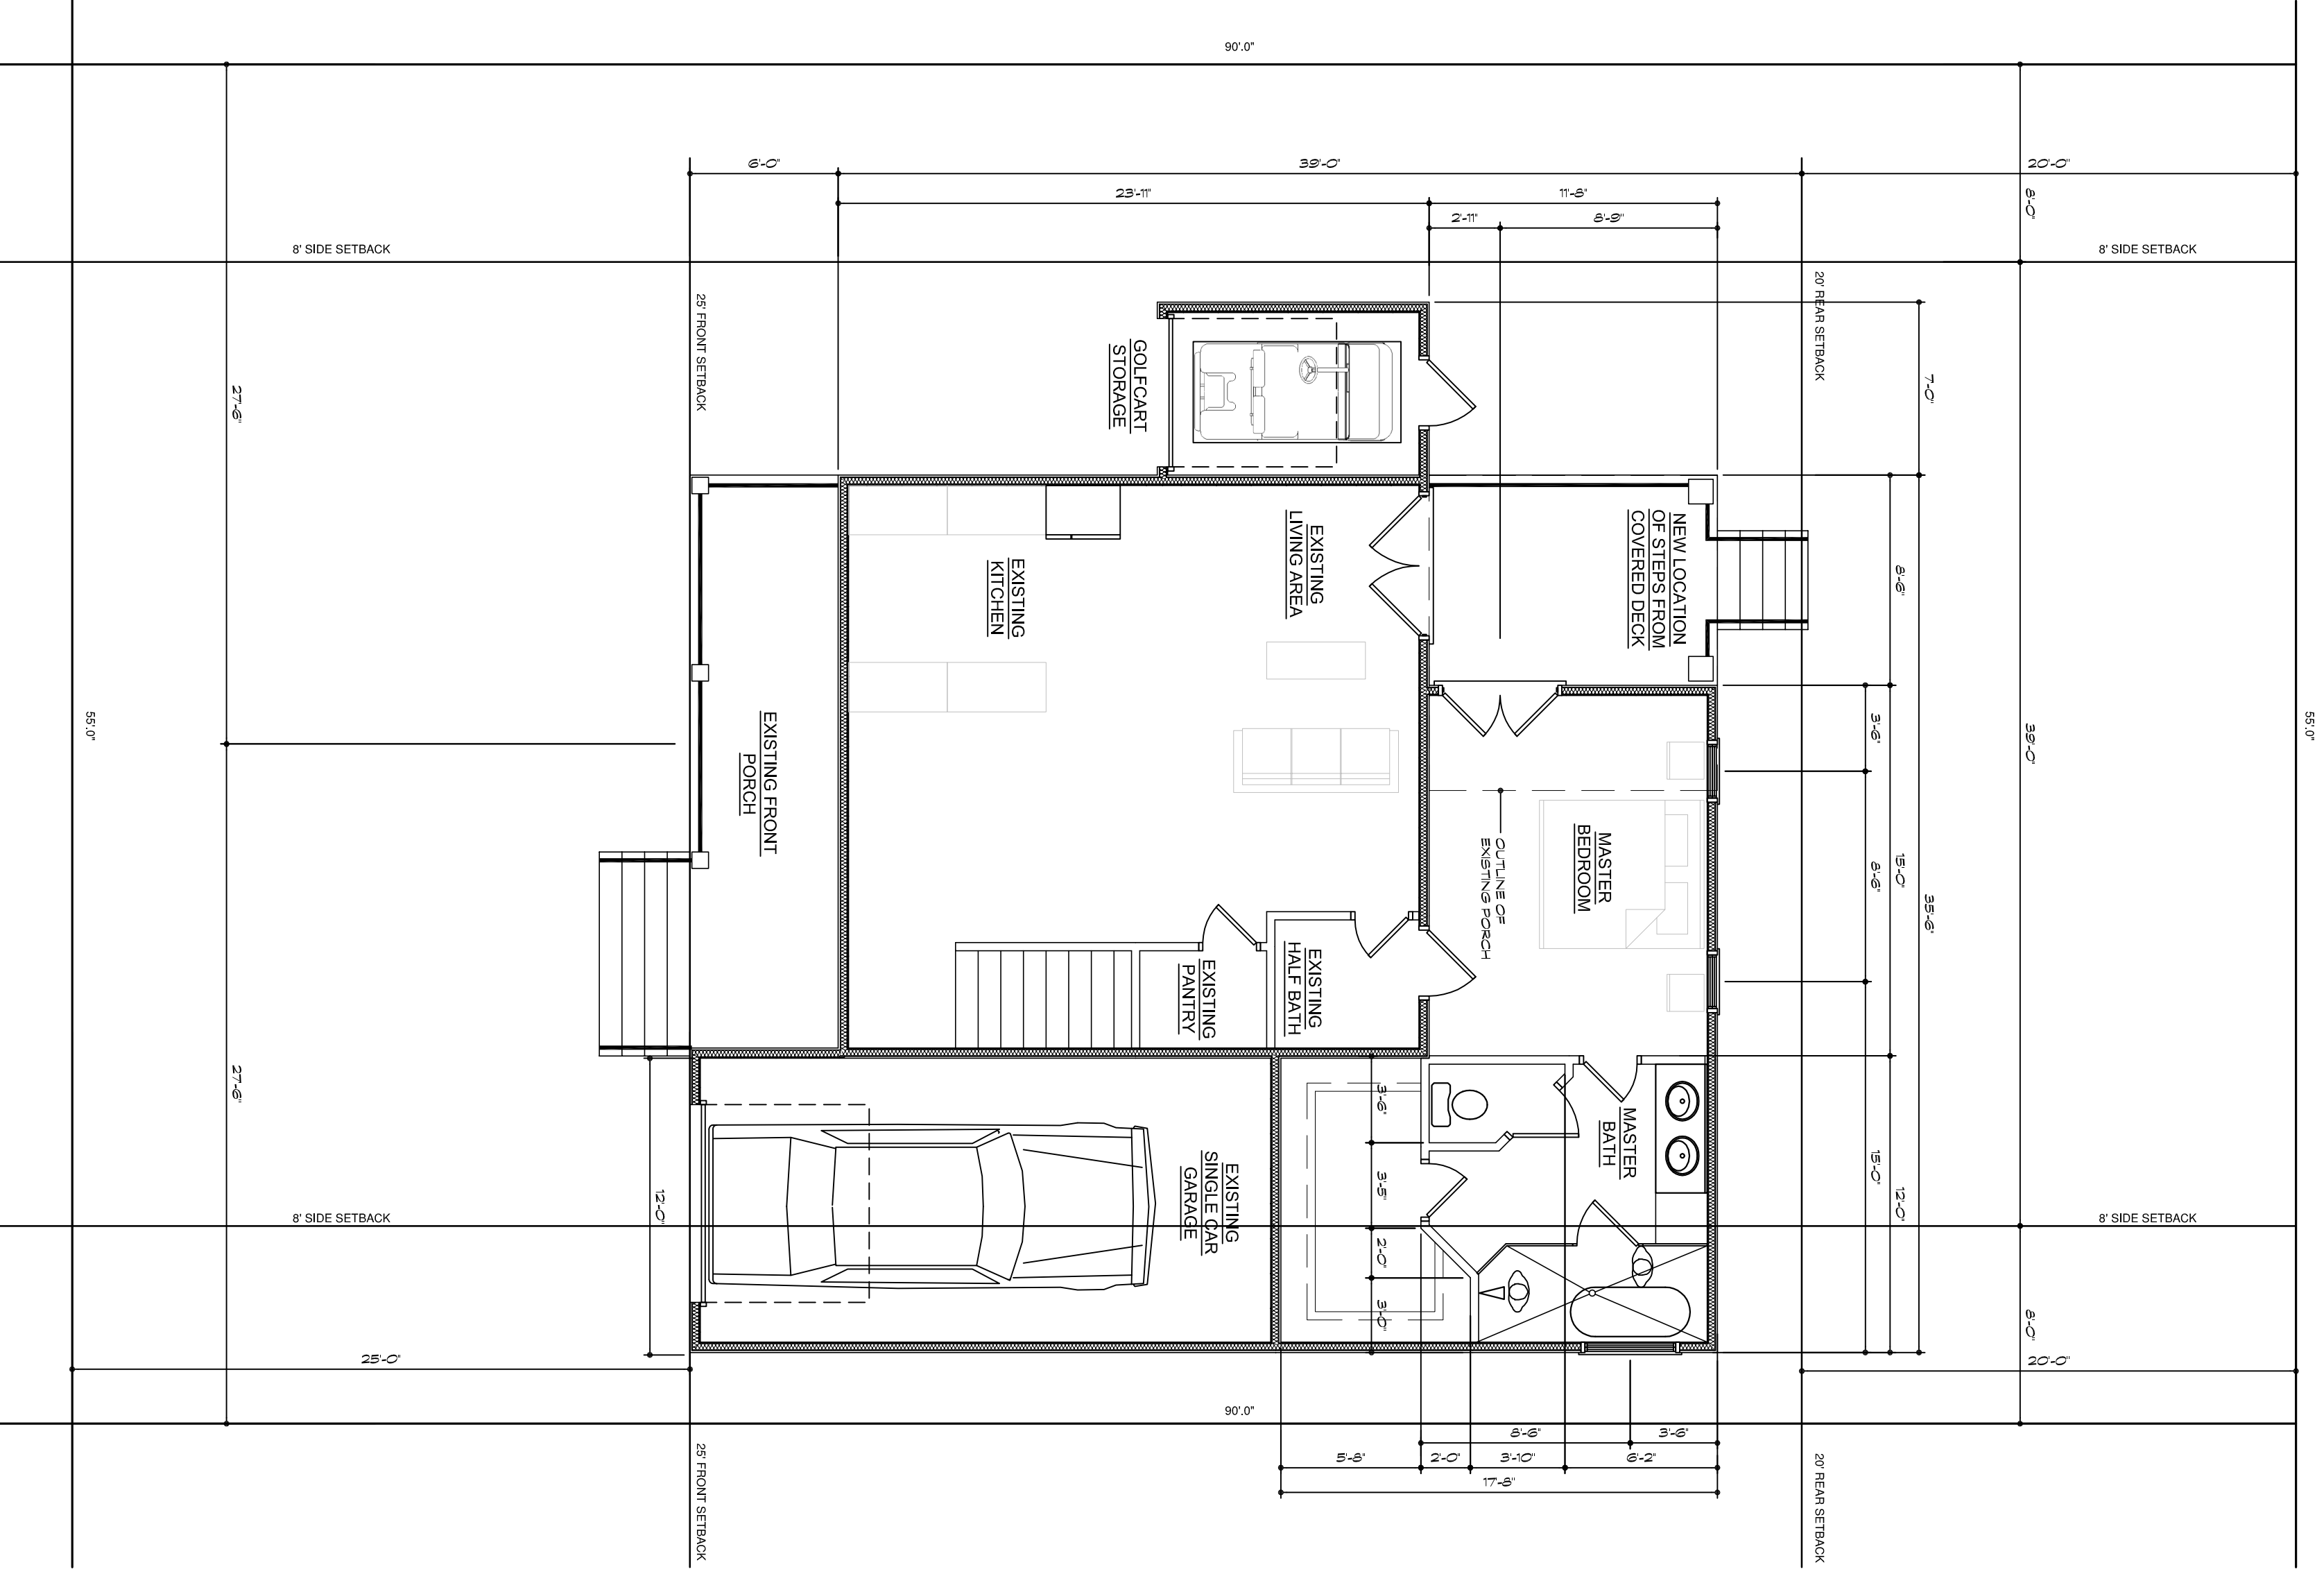 90'.0"
6'-0"
39'-0"
20'-0"
23'-11"
11'-8"
8'-0"
2'-11"
8'-9"
8' SIDE SETBACK
8' SIDE SETBACK
25' FRONT SETBACK
20' REAR SETBACK
GOLFCART
STORAGE
7'-0"
27'-6"
EXISTING
KITCHEN
EXISTING
LIVING AREA
NEW LOCATION
OF STEPS FROM
COVERED DECK
8'-6"
55'.0"
EXISTING FRONT
PORCH
3'-6"
39'-0"
55'.0"
OUTLINE OF
EXISTING PORCH
MASTER
BEDROOM
8'-6"
15'-0"
35'-6"
EXISTING
PANTRY
EXISTING
HALF BATH
27'-6"
3'-6"
MASTER
BATH
12'-0"
EXISTING
SINGLE CAR
GARAGE
3'-5"
15'-0"
12'-0"
8' SIDE SETBACK
8' SIDE SETBACK
2'-0"
3'-0"
8'-0"
25'-0"
20'-0"
90'.0"
8'-6"
3'-6"
25' FRONT SETBACK
5'-8"
2'-0"
3'-10"
6'-2"
20' REAR SETBACK
17'-8"